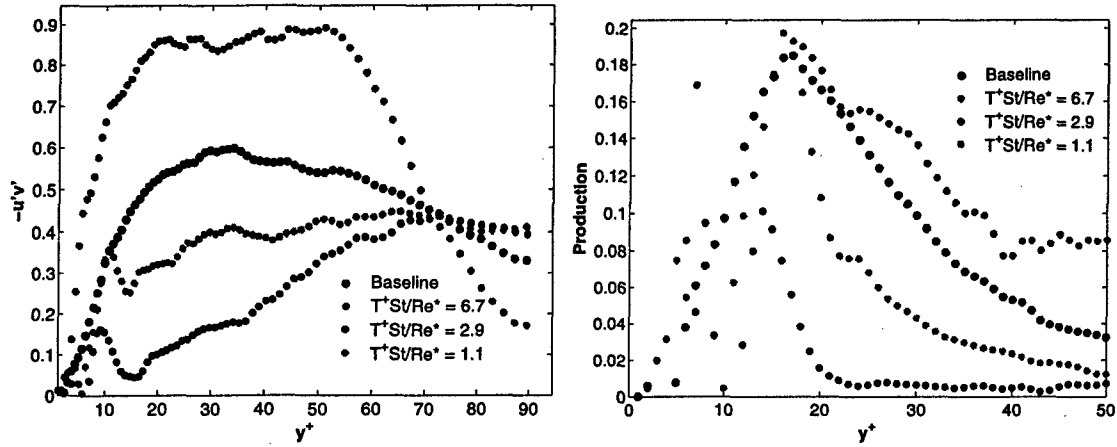 0.9
0.8
0.7
0.6
0.5
0.4
0.3
0.2
0.1
0
-u'v'
10 20 30 40 50 60 70 80 90
y+
Baseline
T+St/Re* = 6.7
T+St/Re* = 2.9
T+St/Re* = 1.1
0.2
0.18
0.16
0.14
0.12
0.1
0.08
0.06
0.04
0.02
0
Production
0 10 20 30 40 50
y+
Baseline
T+St/Re* = 6.7
T+St/Re* = 2.9
T+St/Re* = 1.1